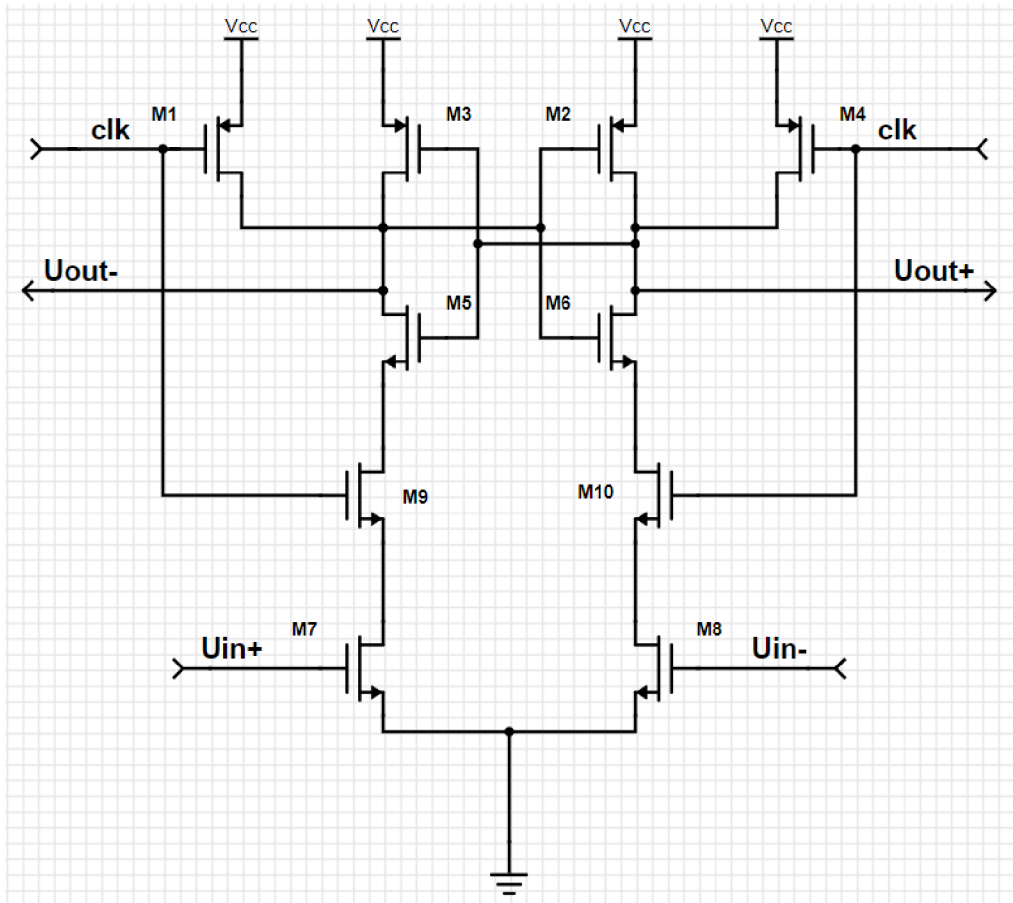 Vcc
Vcc
Vcc
Vcc
M1
M3
M2
M4
clk
clk
Uout-
Uout+
M5
M6
M9
M10
M7
M8
Uin+
Uin-